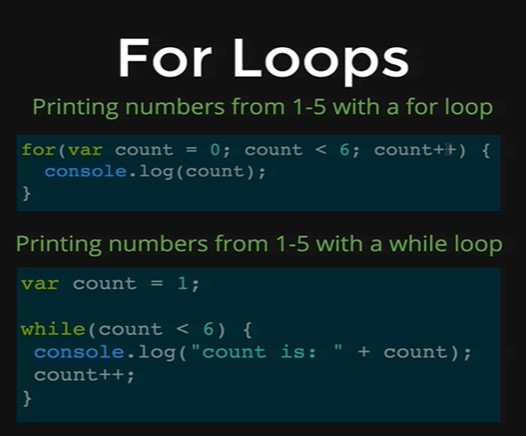 For Loops
Printing numbers from 1-5 with a for loop
for(var count = 0; count < 6; count++) {
  console.log(count);
}
Printing numbers from 1-5 with a while loop
var count = 1;
while(count < 6) {
 console.log("count is: " + count);
 count++;
}